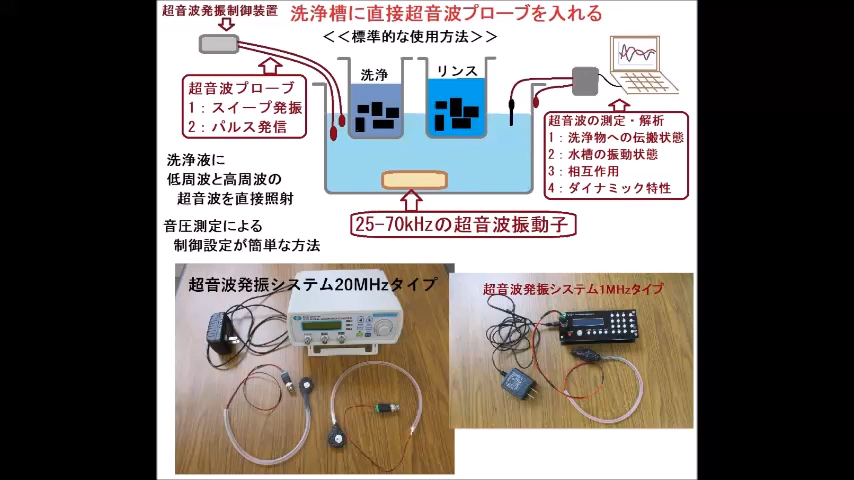 超音波発振制御装置
洗浄槽に直接超音波プローブを入れる
＜＜標準的な使用方法＞＞
洗浄
リンス
超音波プローブ
1：スイープ発振
2：パルス発信
超音波の測定・解析
1：洗浄物への伝搬状態
2：水槽の振動状態
3：相互作用
4：ダイナミック特性
洗浄液に
低周波と高周波の
超音波を直接照射
25-70kHzの超音波振動子
音圧測定による
制御設定が簡単な方法
超音波発振システム20MHzタイプ
超音波発振システム1MHzタイプ